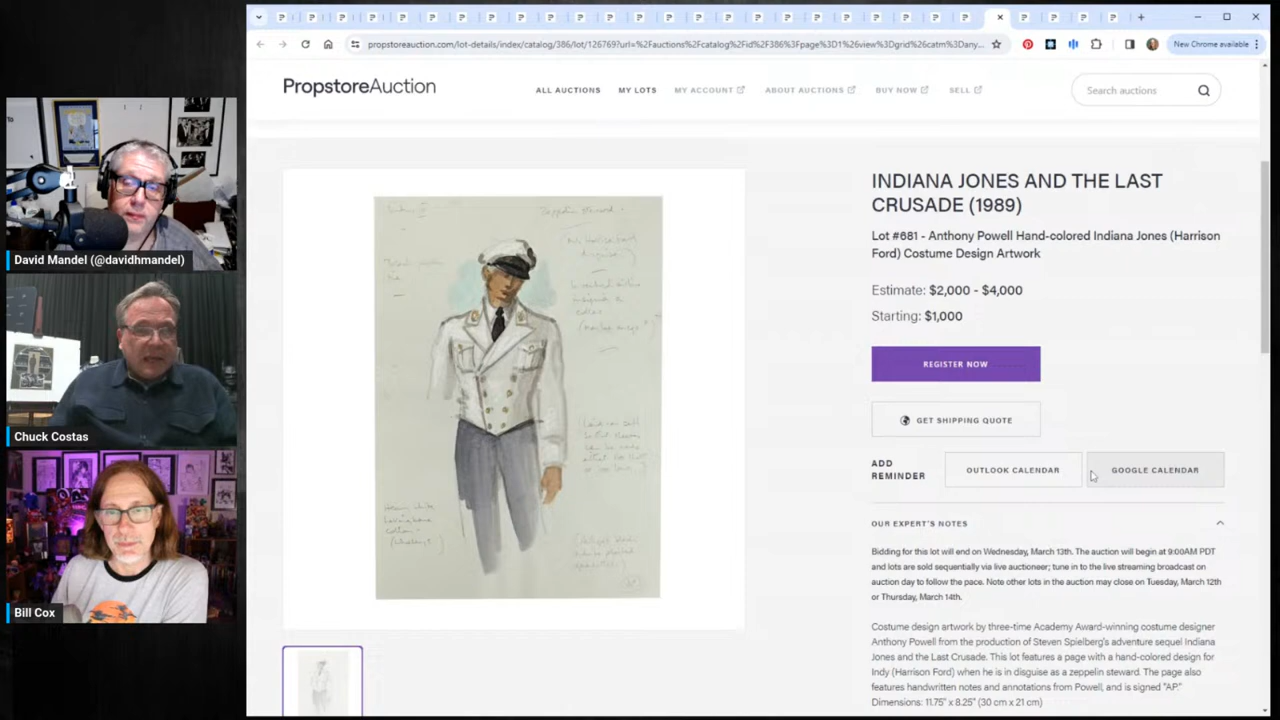 propstoreauction.com/lot-details/index/catalog/386/lot/126769?url=%2Fauctions%2Fcatalog%2Fid%2F386%3Fpage%3D1%26view%3Dgrid%26catm%3Dany...
New Chrome available
PropstoreAuction
ALL AUCTIONS
MY LOTS
MY ACCOUNT
ABOUT AUCTIONS
BUY NOW
SELL
Search auctions
David Mandel (@davidhmandel)
Chuck Costas
Bill Cox
Zeppelin steward
INDIANA JONES AND THE LAST
CRUSADE (1989)
Lot #681 - Anthony Powell Hand-colored Indiana Jones (Harrison
Ford) Costume Design Artwork
Estimate: $2,000 - $4,000
Starting: $1,000
REGISTER NOW
GET SHIPPING QUOTE
ADD
REMINDER
OUTLOOK CALENDAR
GOOGLE CALENDAR
OUR EXPERT'S NOTES
Bidding for this lot will end on Wednesday, March 13th. The auction will begin at 9:00AM PDT
and lots are sold sequentially via live auctioneer; tune in to the live streaming broadcast on
auction day to follow the pace. Note other lots in the auction may close on Tuesday, March 12th
or Thursday, March 14th.
Costume design artwork by three-time Academy Award-winning costume designer
Anthony Powell from the production of Steven Spielberg's adventure sequel Indiana
Jones and the Last Crusade. This lot features a page with a hand-colored design for
Indy (Harrison Ford) when he is in disguise as a zeppelin steward. The page also
features handwritten notes and annotations from Powell, and is signed "AP."
Dimensions: 11.75" x 8.25" (30 cm x 21 cm)